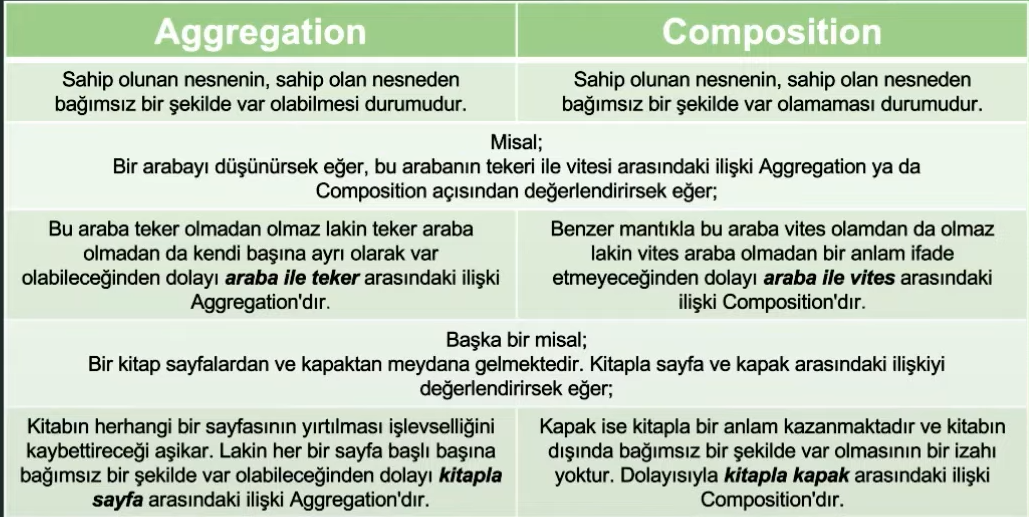 Aggregation
Composition
Sahip olunan nesnenin, sahip olan nesneden
bağımsız bir şekilde var olabilmesi durumudur.
Sahip olunan nesnenin, sahip olan nesneden
bağımsız bir şekilde var olamaması durumudur.
Misal;
Bir arabayı düşünürsek eğer, bu arabanın tekeri ile vitesi arasındaki ilişki Aggregation ya da
Composition açısından değerlendirirsek eğer;
Bu araba teker olmadan olmaz lakin teker araba
olmadan da kendi başına ayrı olarak var
olabileceğinden dolayı araba ile teker arasındaki ilişki
Aggregation'dır.
Benzer mantıkla bu araba vites olamdan da olmaz
lakin vites araba olmadan bir anlam ifade
etmeyeceğinden dolayı araba ile vites arasındaki
ilişki Composition'dır.
Başka bir misal;
Bir kitap sayfalardan ve kapaktan meydana gelmektedir. Kitapla sayfa ve kapak arasındaki ilişkiyi
değerlendirirsek eğer;
Kitabın herhangi bir sayfasının yırtılması işlevselliğini
kaybettireceği aşikar. Lakin her bir sayfa başlı başına
bağımsız bir şekilde var olabileceğinden dolayı kitapla
sayfa arasındaki ilişki Aggregation'dır.
Kapak ise kitapla bir anlam kazanmaktadır ve kitabın
dışında bağımsız bir şekilde var olmasının bir izahı
yoktur. Dolayısıyla kitapla kapak arasındaki ilişki
Composition'dır.